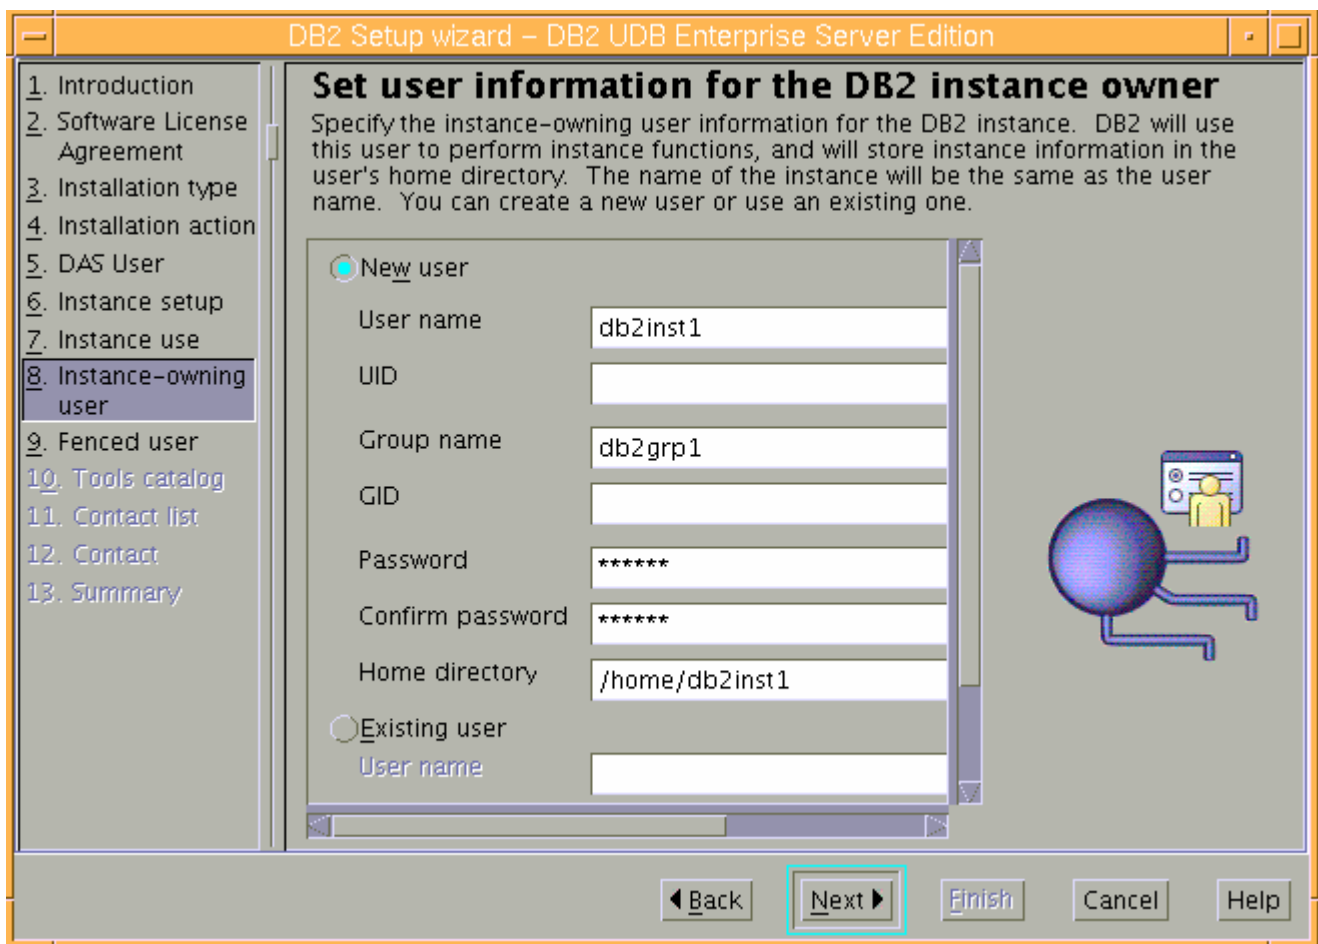 DB2 Setup wizard – DB2 UDB Enterprise Server Edition
1. Introduction
2. Software License
Agreement
3. Installation type
4. Installation action
5. DAS User
6. Instance setup
7. Instance use
8. Instance–owning
user
9. Fenced user
10. Tools catalog
11. Contact list
12. Contact
13. Summary
Set user information for the DB2 instance owner
Specify the instance–owning user information for the DB2 instance. DB2 will use
this user to perform instance functions, and will store instance information in the
user's home directory. The name of the instance will be the same as the user
name. You can create a new user or use an existing one.
New user
User name db2inst1
UID
Group name db2grp1
GID
Password ******
Confirm password ******
Home directory /home/db2inst1
Existing user
User name
Back Next Finish Cancel Help